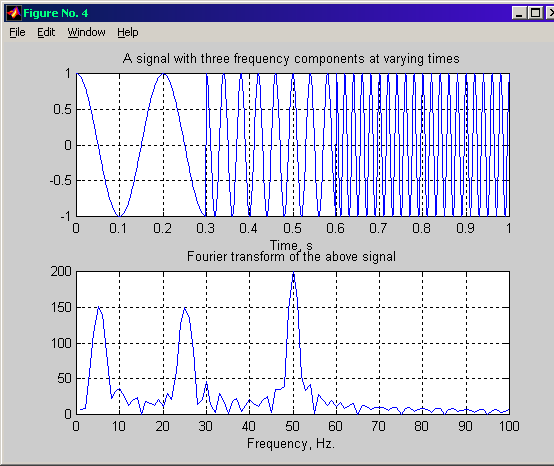 Figure No. 4
File Edit Window Help
A signal with three frequency components at varying times
1
0.5
0
-0.5
-1
0 0.1 0.2 0.3 0.4 0.5 0.6 0.7 0.8 0.9 1
Time, s
Fourier transform of the above signal
200
150
100
50
0
0 10 20 30 40 50 60 70 80 90 100
Frequency, Hz.